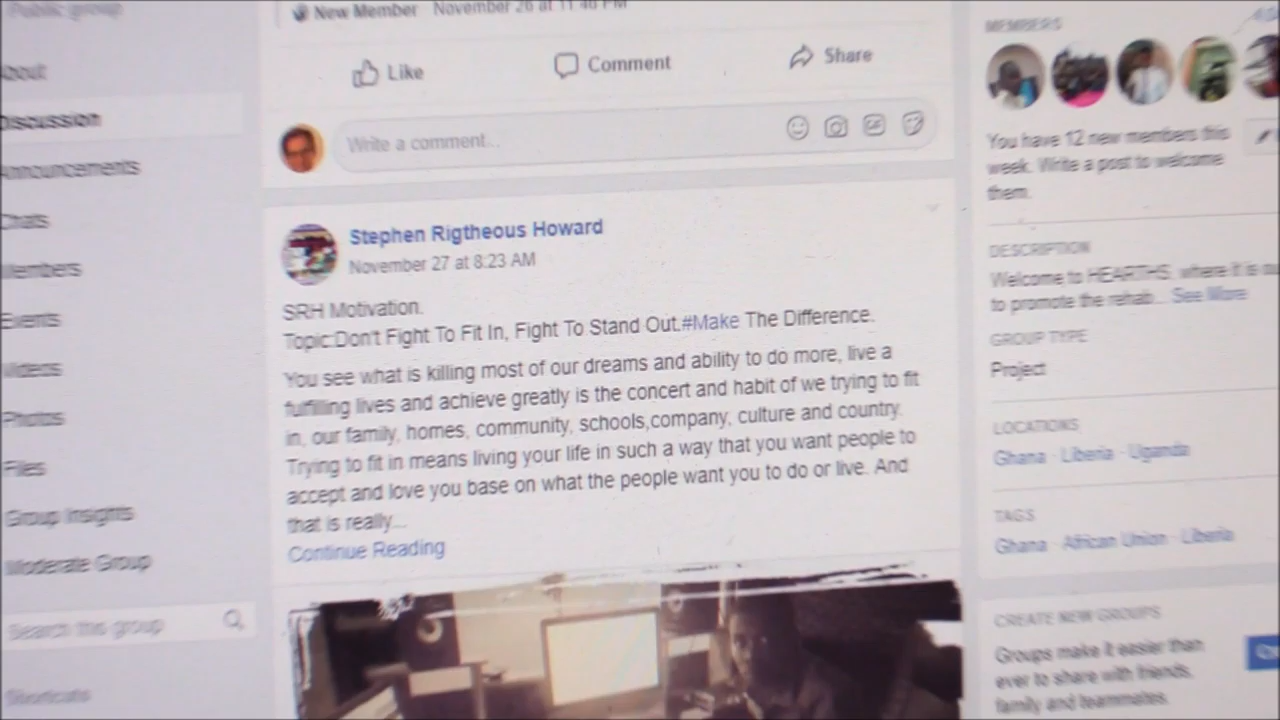 Public group
About
Discussion
Announcements
Chats
Members
Events
Videos
Photos
Files
Group Insights
Moderate Group
Search this group
Shortcuts
New Member November 26 at 11:46 PM
Like Comment Share
Write a comment...
Stephen Rigtheous Howard
November 27 at 8:23 AM
SRH Motivation.
Topic:Don't Fight To Fit In, Fight To Stand Out.#Make The Difference.
You see what is killing most of our dreams and ability to do more, live a
fulfilling lives and achieve greatly is the concert and habit of we trying to fit
in, our family, homes, community, schools,company, culture and country.
Trying to fit in means living your life in such a way that you want people to
accept and love you base on what the people want you to do or live. And
that is really...
Continue Reading
MEMBERS
You have 12 new members this
week. Write a post to welcome
them.
DESCRIPTION
Welcome to HEARTHS, where it is
to promote the rehab... See More
GROUP TYPE
Project
LOCATIONS
Ghana · Liberia · Uganda
TAGS
Ghana · African Union · Liberia
CREATE NEW GROUPS
Groups make it easier than
ever to share with friends,
family and teammates.